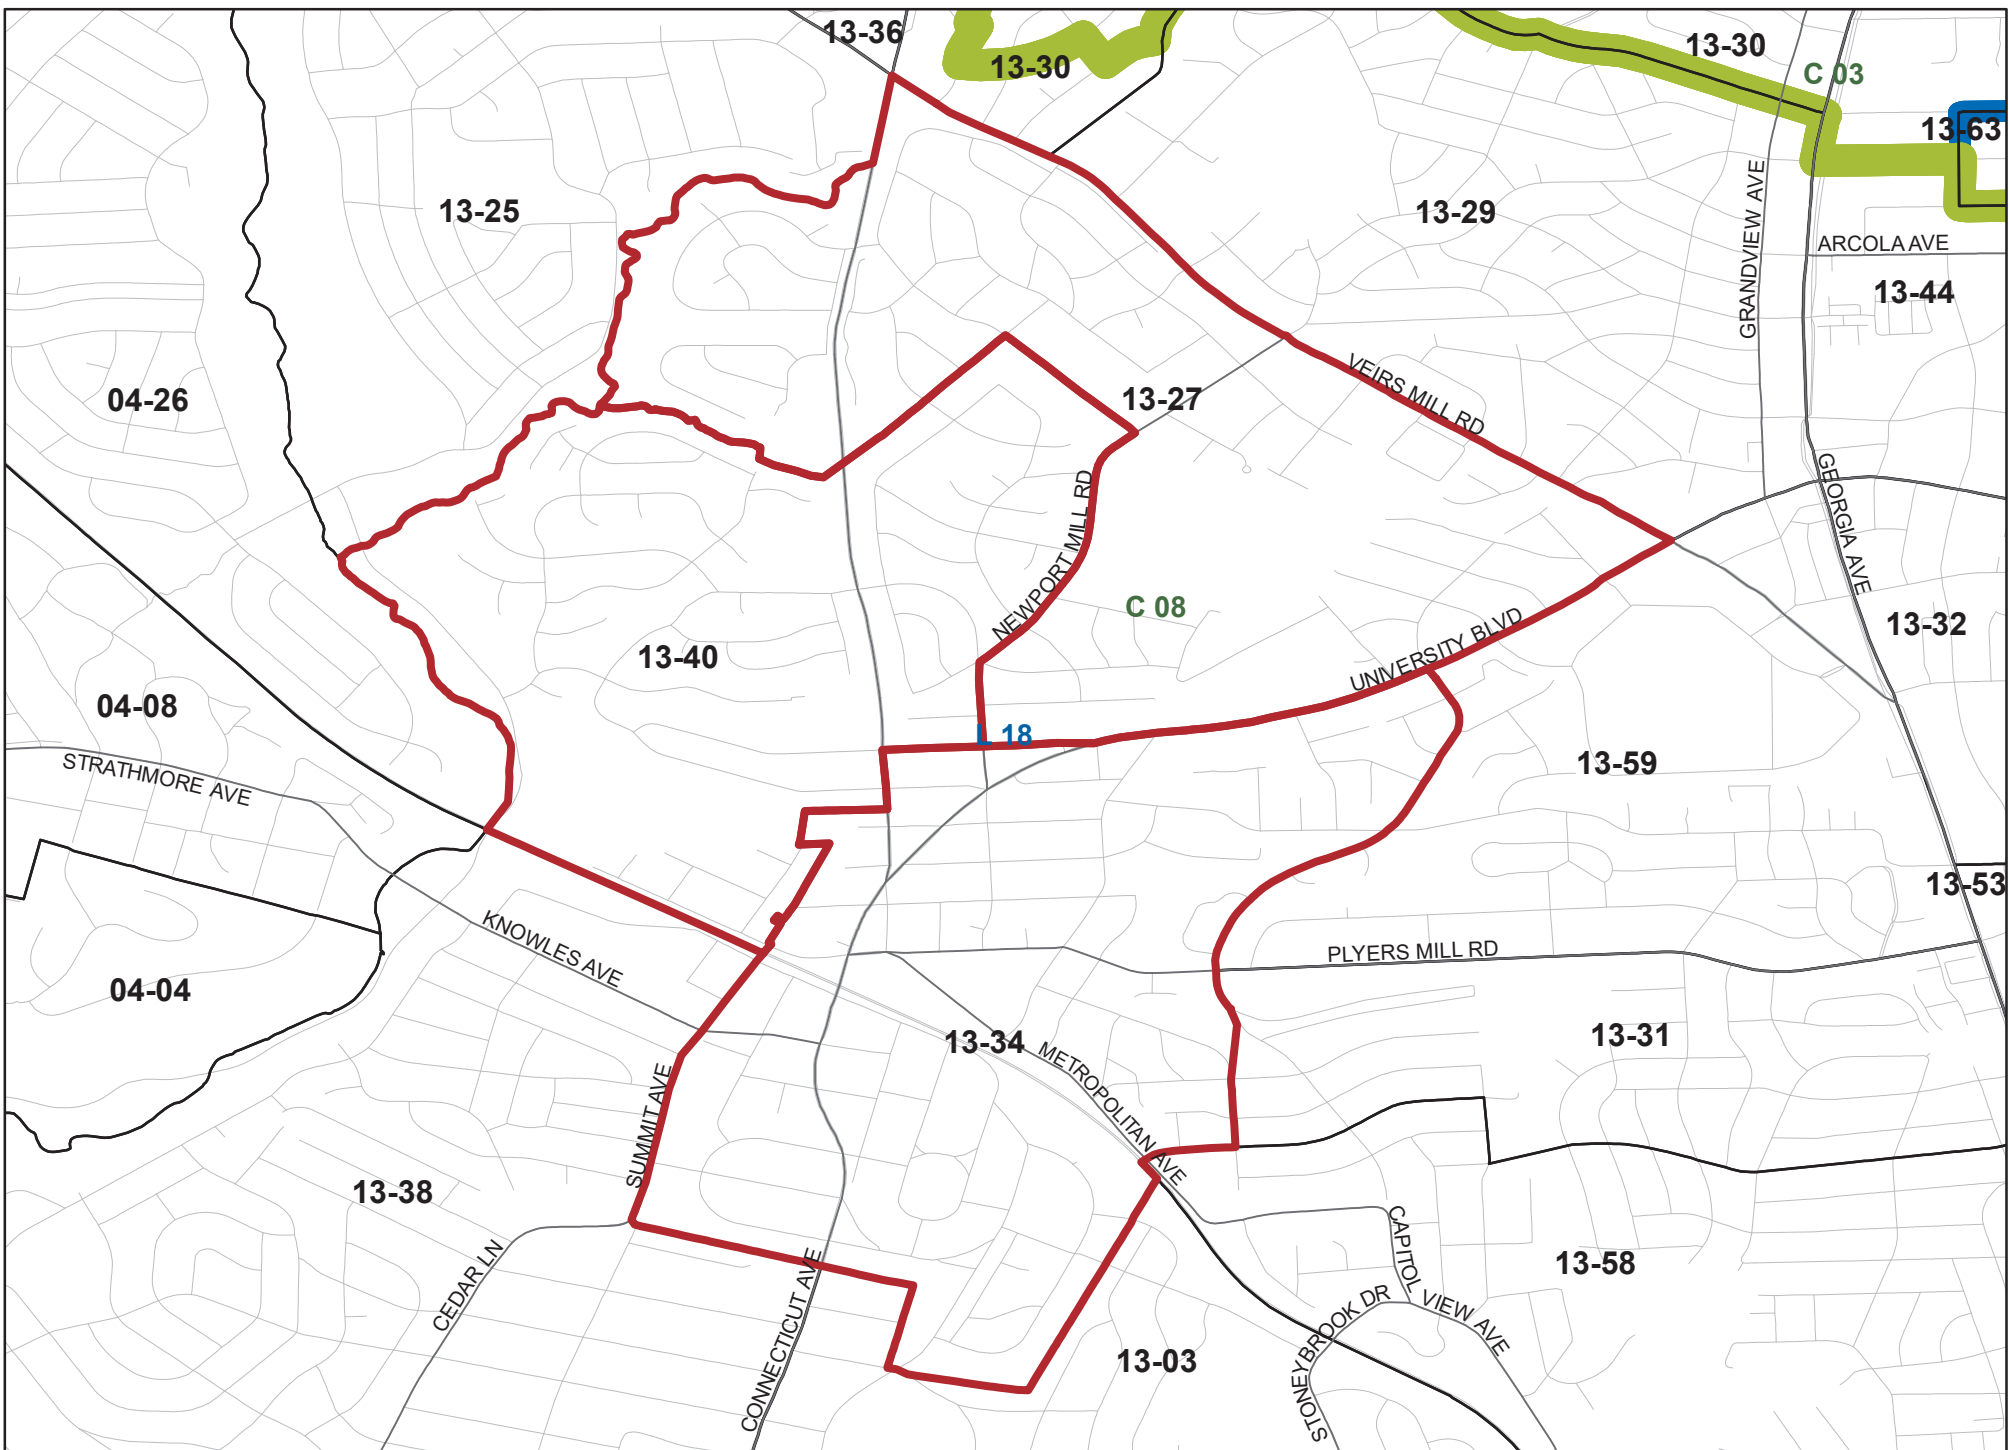 13-36
13-30
13-30
C 03
13-63
13-25
13-29
GRANDVIEW AVE
ARCOLA AVE
13-44
04-26
13-27
VEIRS MILL RD
NEWPORT MILL RD
GEORGIA AVE
C 08
13-32
13-40
UNIVERSITY BLVD
04-08
L 18
STRATHMORE AVE
13-59
13-53
KNOWLES AVE
PLYERS MILL RD
04-04
13-34
METROPOLITAN AVE
13-31
SUMMIT AVE
13-38
CEDAR LN
CONNECTICUT AVE
CAPITOL VIEW AVE
13-58
STONEYBROOK DR
13-03